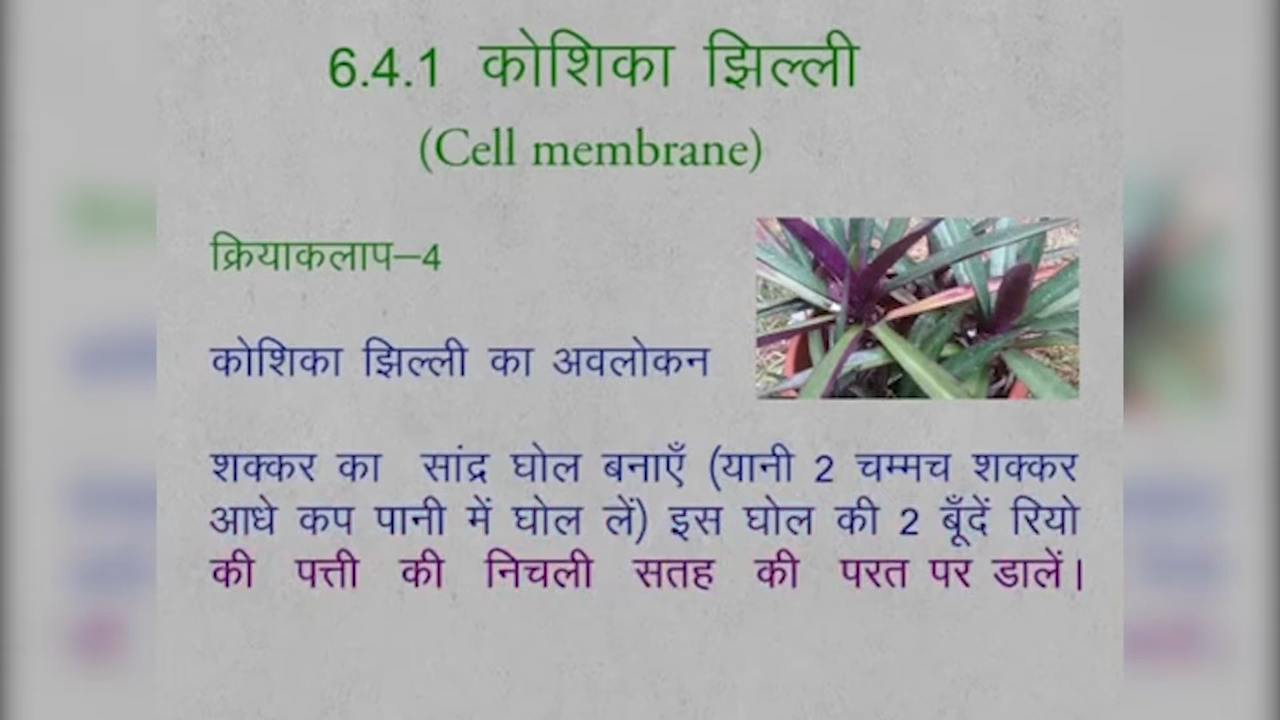 6.4.1 कोशिका झिल्ली
(Cell membrane)
क्रियाकलाप–4
कोशिका झिल्ली का अवलोकन
शक्कर का सांद्र घोल बनाएँ (यानी 2 चम्मच शक्कर
आधे कप पानी में घोल लें) इस घोल की 2 बूँदें रियो
की पत्ती की निचली सतह की परत पर डालें।